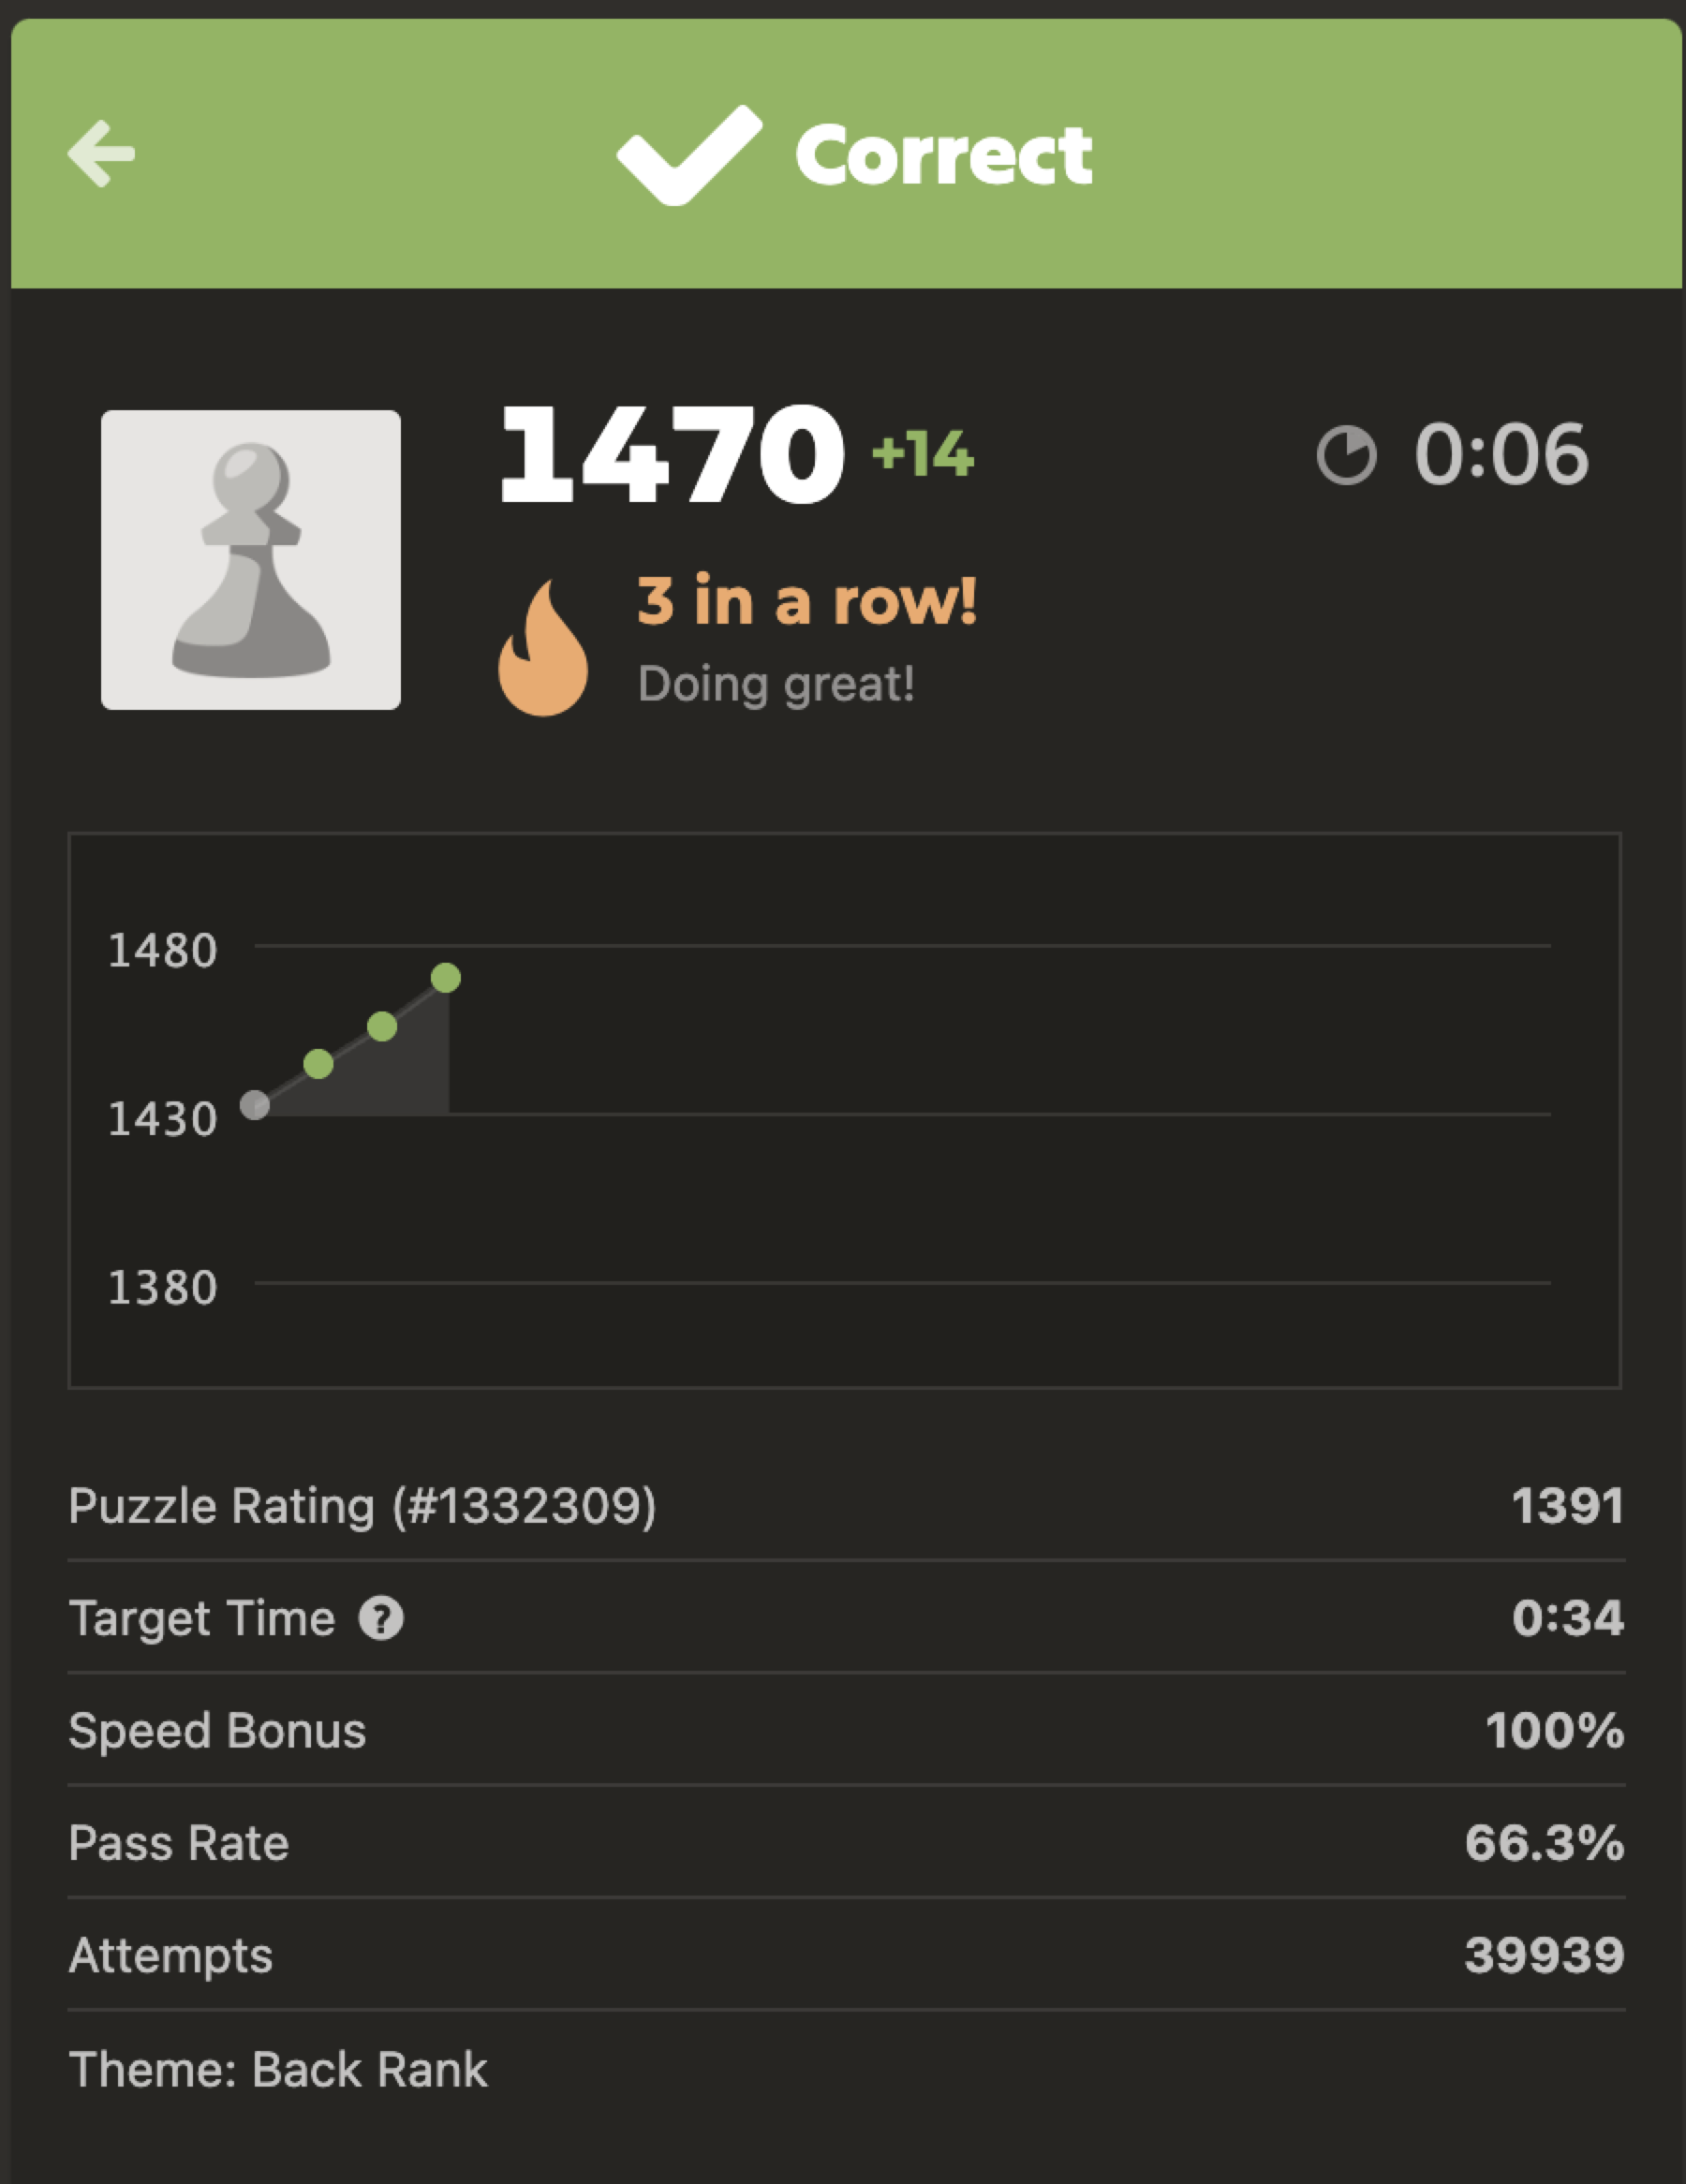 Correct
1470 +14 0:06
3 in a row!
Doing great!
1480
1430
1380
Puzzle Rating (#1332309) 1391
Target Time ? 0:34
Speed Bonus 100%
Pass Rate 66.3%
Attempts 39939
Theme: Back Rank